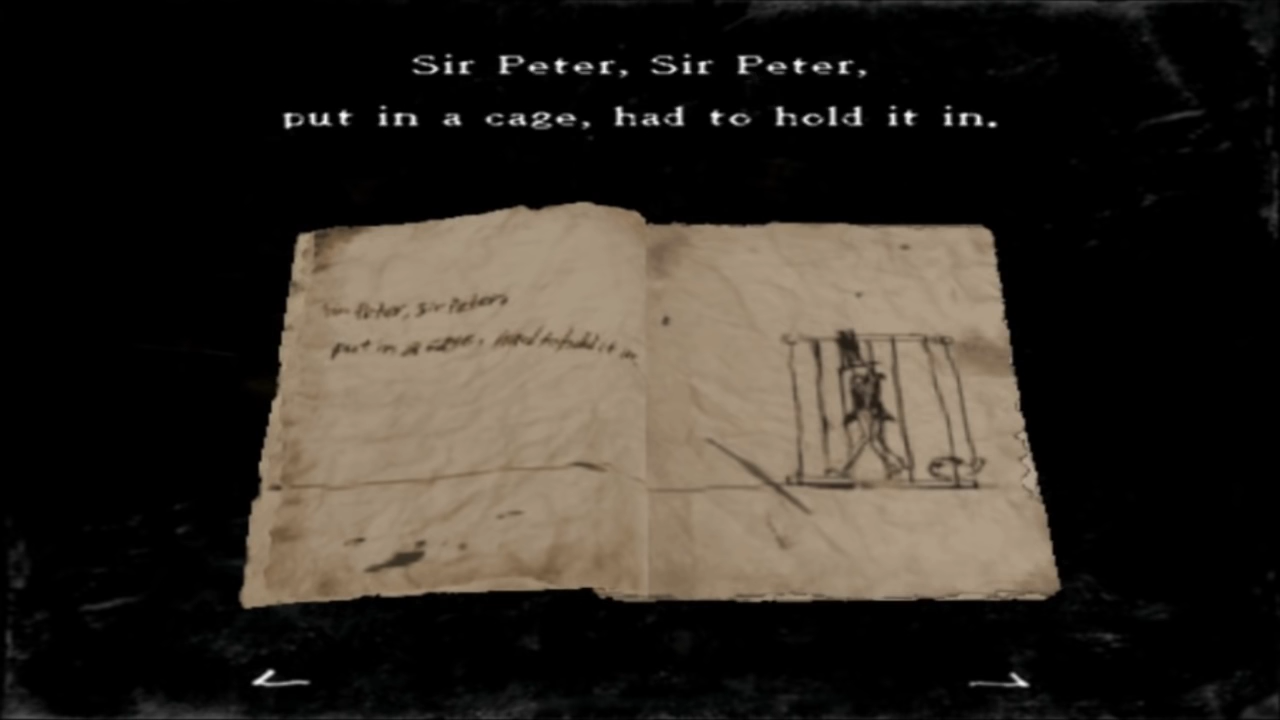 Sir Peter, Sir Peter,
put in a cage, had to hold it in.
Sir Peter, Sir Peter,
put in a cage, had to hold it in